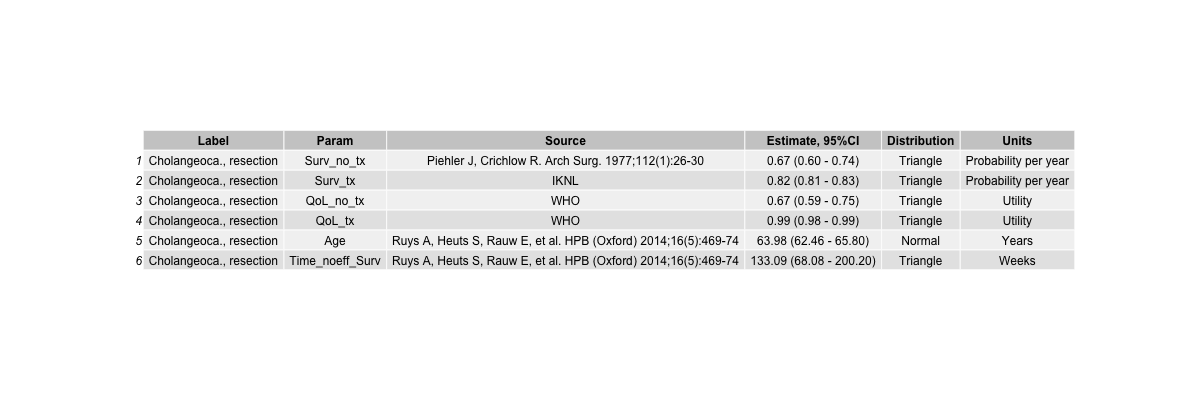 Label Param Source Estimate, 95%CI Distribution Units
1 Cholangeoca., resection Surv_no_tx Piehler J, Crichlow R. Arch Surg. 1977;112(1):26-30 0.67 (0.60 - 0.74) Triangle Probability per year
2 Cholangeoca., resection Surv_tx IKNL 0.82 (0.81 - 0.83) Triangle Probability per year
3 Cholangeoca., resection QoL_no_tx WHO 0.67 (0.59 - 0.75) Triangle Utility
4 Cholangeoca., resection QoL_tx WHO 0.99 (0.98 - 0.99) Triangle Utility
5 Cholangeoca., resection Age Ruys A, Heuts S, Rauw E, et al. HPB (Oxford) 2014;16(5):469-74 63.98 (62.46 - 65.80) Normal Years
6 Cholangeoca., resection Time_noeff_Surv Ruys A, Heuts S, Rauw E, et al. HPB (Oxford) 2014;16(5):469-74 133.09 (68.08 - 200.20) Triangle Weeks